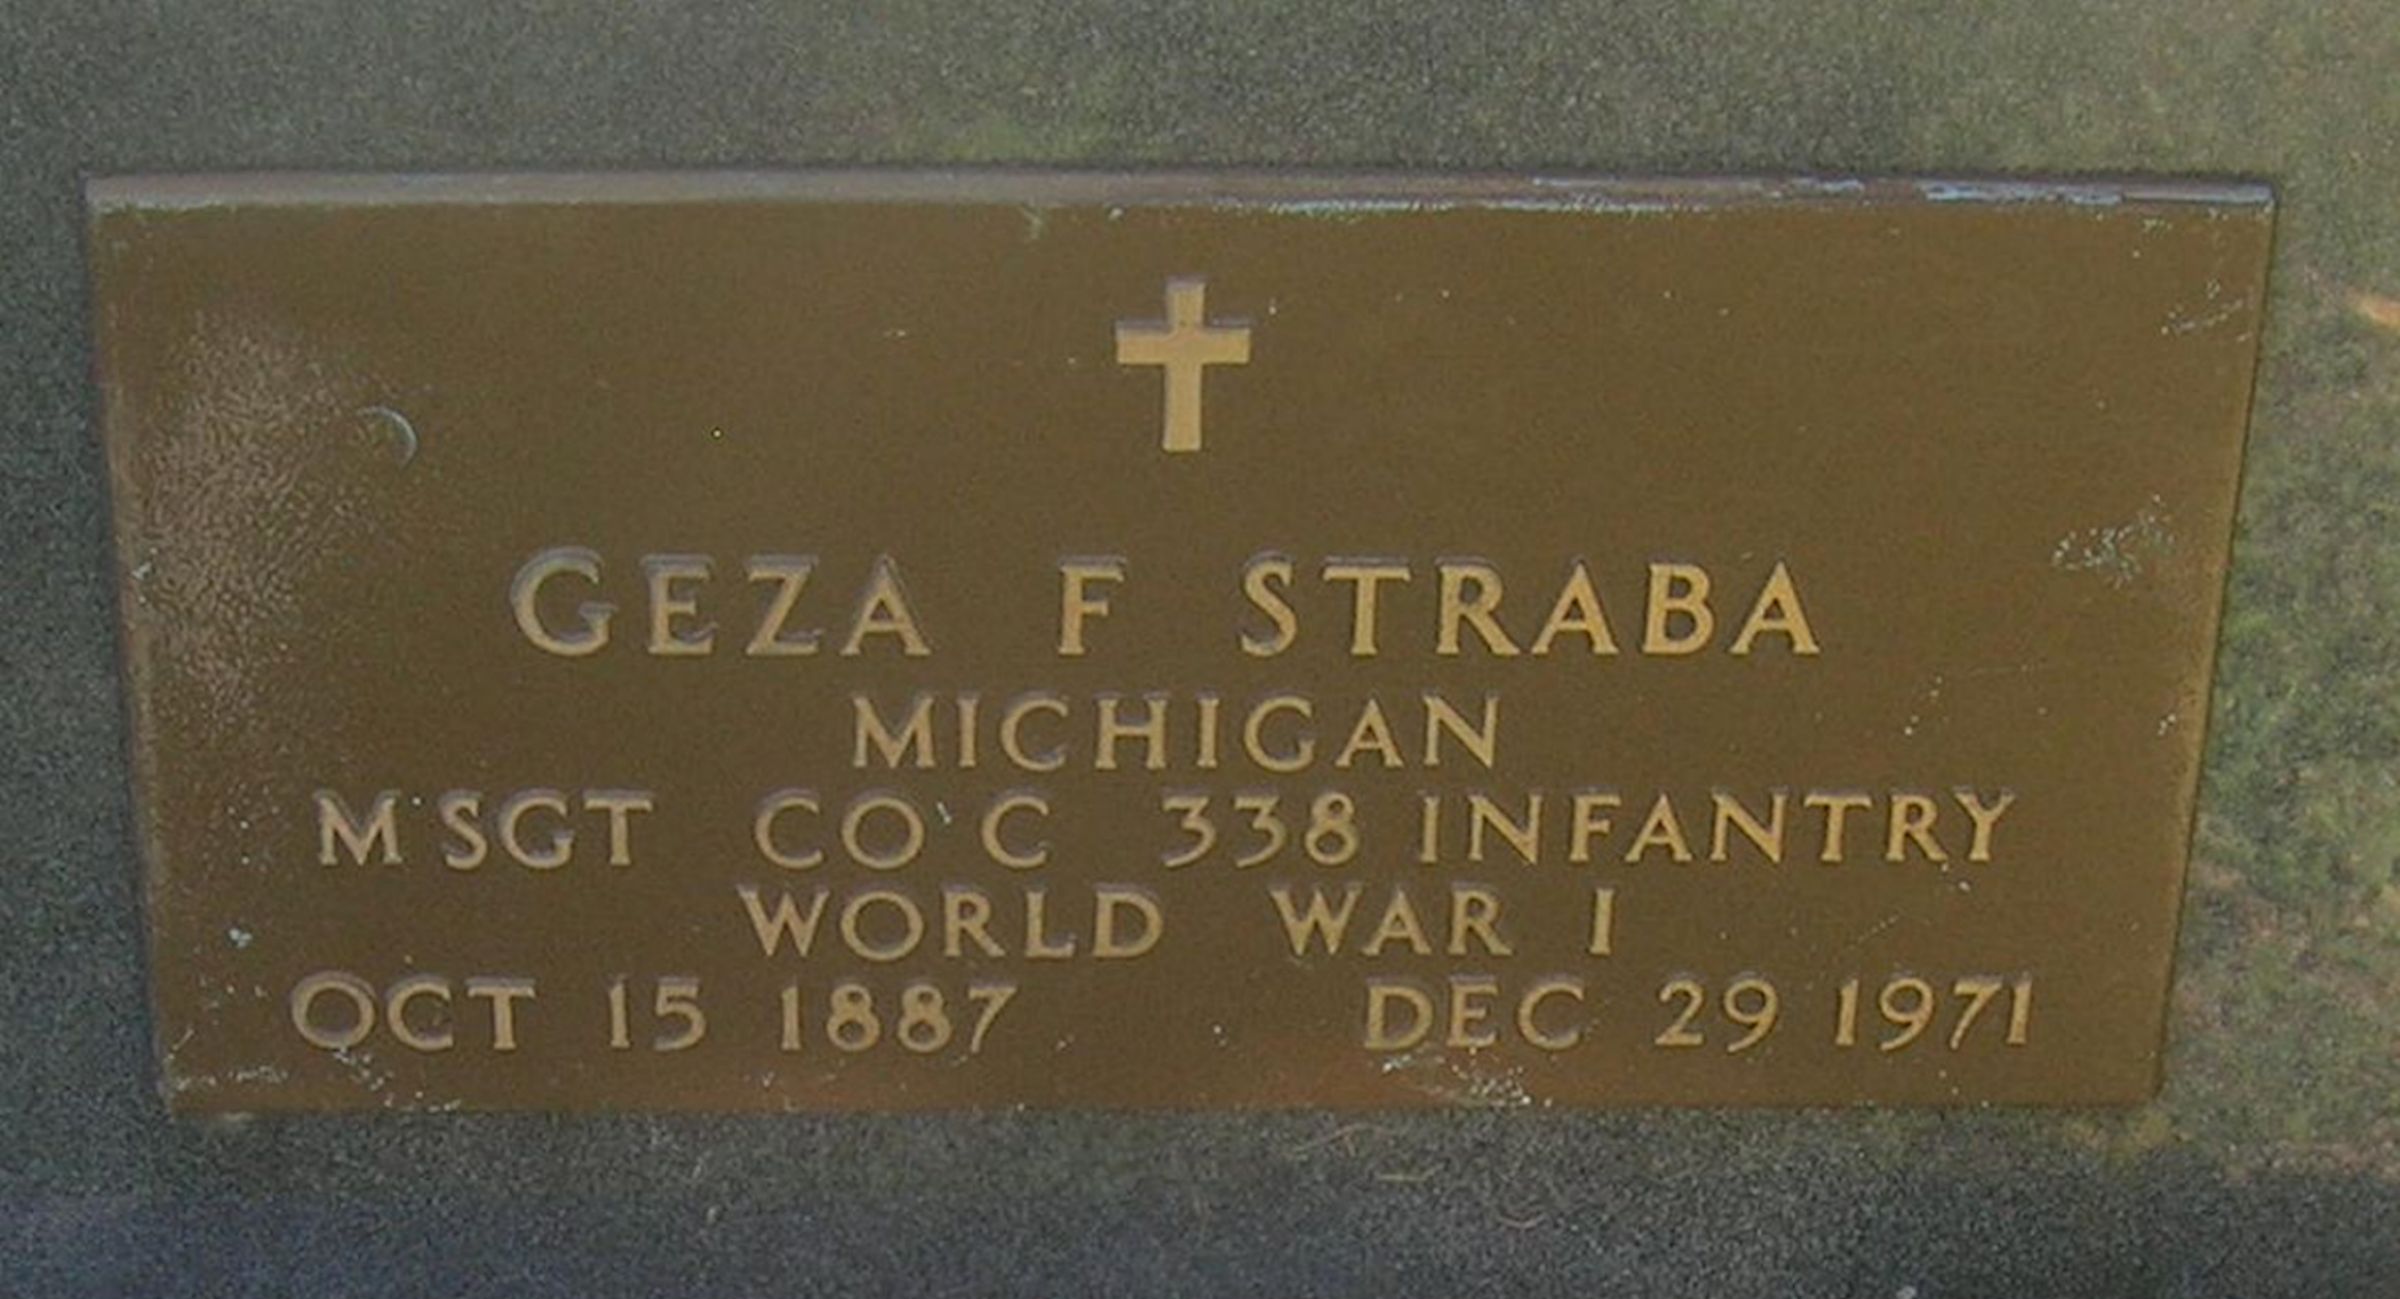 GEZA F STRABA
MICHIGAN
M SGT CO C 338 INFANTRY
WORLD WAR I
OCT 15 1887 DEC 29 1971